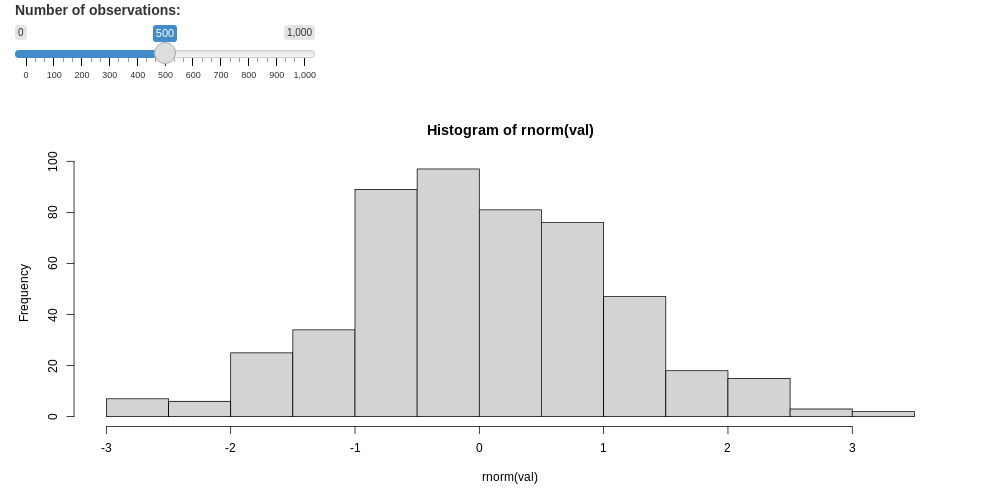 Number of observations:
0 500 1,000
0 100 200 300 400 500 600 700 800 900 1,000
Histogram of rnorm(val)
Frequency
100
80
60
40
20
0
-3 -2 -1 0 1 2 3
rnorm(val)